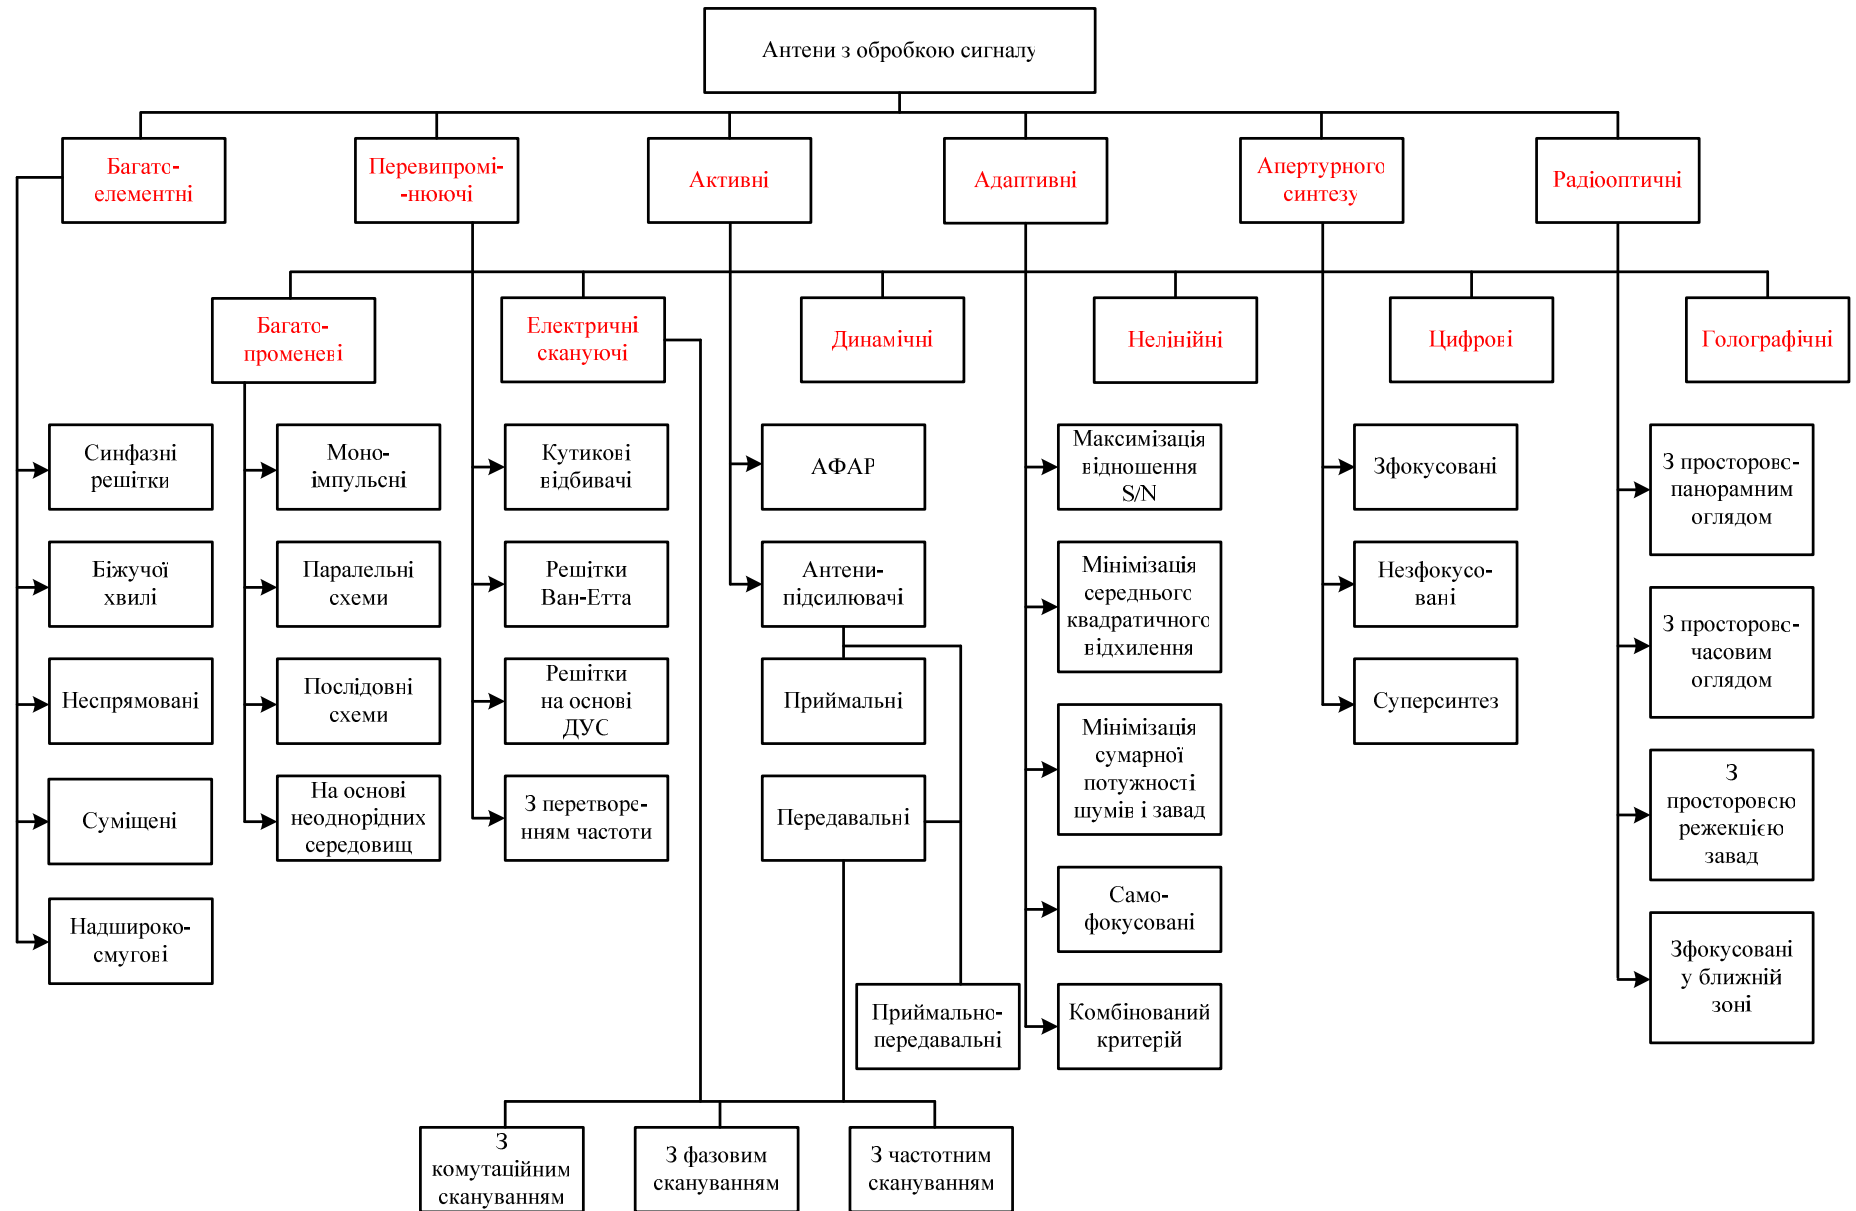 Антени з обробкою сигналу
Багато-
елементні
Перевипромі-
-нюючі
Активні
Адаптивні
Апертурного
синтезу
Радіооптичні
Багато-
променеві
Електричні
скануючі
Динамічні
Нелінійні
Цифрові
Голографічні
Синфазні
решітки
Моно-
імпульсні
Кутикові
відбивачі
АФАР
Максимізація
відношення
S/N
Зфокусовані
З просторовс-
панорамним
оглядом
Біжучої
хвилі
Паралельні
схеми
Решітки
Ван-Етта
Антени-
підсилювачі
Мінімізація
середнього
квадратичного
відхилення
Незфокусо-
вані
З просторовс-
часовим
оглядом
Неспрямовані
Послідовні
схеми
Решітки
на основі
ДУС
Приймальні
Мінімізація
сумарної
потужності
шумів і завад
Суперсинтез
З
просторовсю
режекцією
завад
Суміщені
На основі
неоднорідних
середовищ
З перетворе-
нням частоти
Передавальні
Само-
фокусовані
Зфокусовані
у ближній
зоні
Надширокo-
смугові
Приймально-
передавальні
Комбінований
критерій
З
комутаційним
скануванням
З фазовим
скануванням
З частотним
скануванням